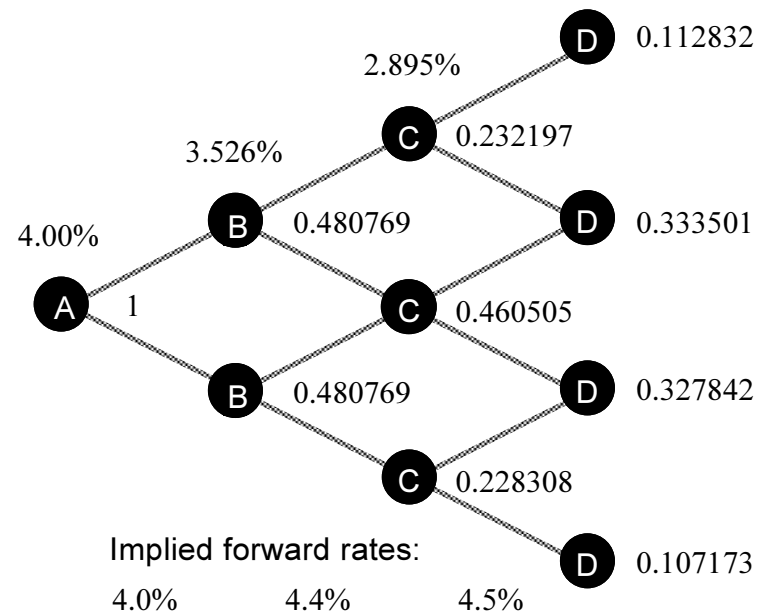 D 0.112832
2.895%
C 0.232197
3.526%
D 0.333501
B 0.480769
4.00%
A 1
C 0.460505
D 0.327842
B 0.480769
C 0.228308
D 0.107173
Implied forward rates:
4.0% 4.4% 4.5%